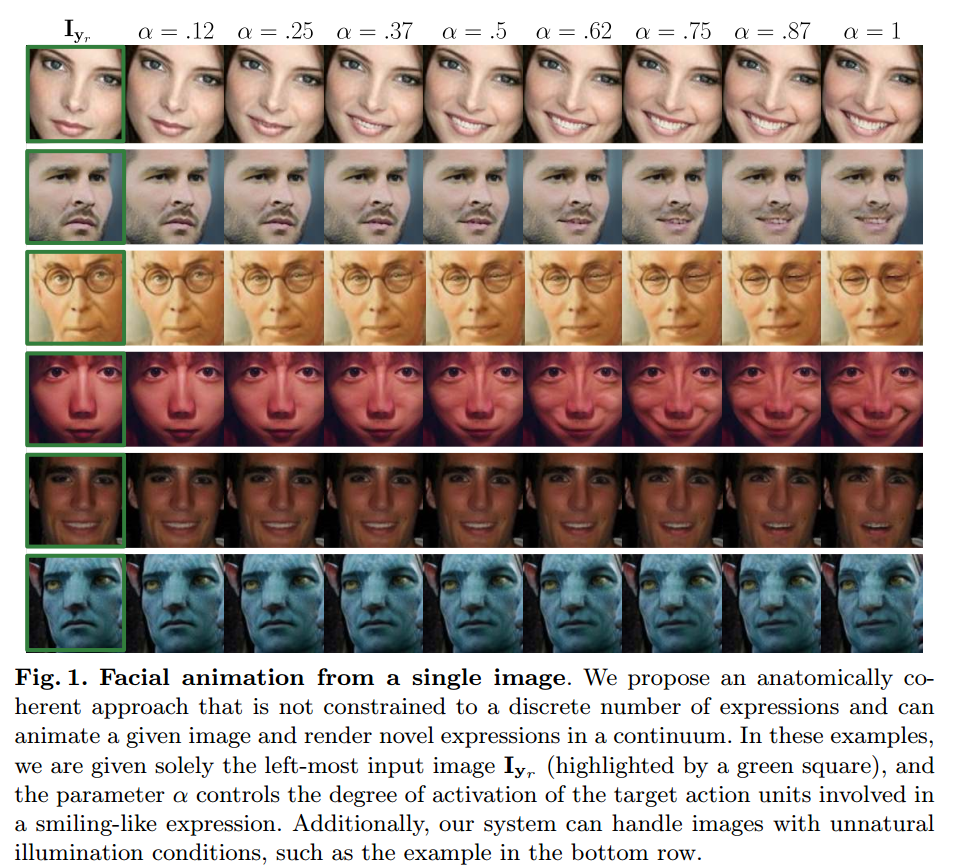 I_y_r α = .12 α = .25 α = .37 α = .5 α = .62 α = .75 α = .87 α = 1
Fig. 1. Facial animation from a single image. We propose an anatomically co-
herent approach that is not constrained to a discrete number of expressions and can
animate a given image and render novel expressions in a continuum. In these examples,
we are given solely the left-most input image I_y_r (highlighted by a green square), and
the parameter α controls the degree of activation of the target action units involved in
a smiling-like expression. Additionally, our system can handle images with unnatural
illumination conditions, such as the example in the bottom row.